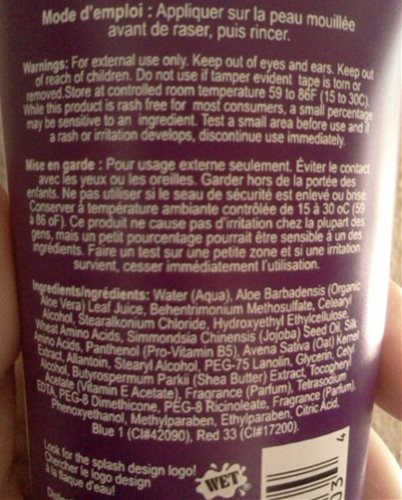 Mode d'emploi : Appliquer sur la peau mouillée
avant de raser, puis rincer.
Warnings: For external use only. Keep out of eyes and ears. Keep out
of reach of children. Do not use if tamper evident tape is torn or
removed.Store at controlled room temperature 59 to 86F (15 to 30C).
While this product is rash free for most consumers, a small percentage
may be sensitive to an ingredient. Test a small area before use and if
a rash or irritation develops, discontinue use immediately.
Mise en garde : Pour usage externe seulement. Éviter le contact
avec les yeux ou les oreilles. Garder hors de la portée des
enfants. Ne pas utiliser si le seau de sécurité est enlevé ou brisé.
Conserver à température ambiante contrôlée de 15 à 30 oC (59
à 86 oF). Ce produit ne cause pas d'irritation chez la plupart des
gens, mais un petit pourcentage pourrait être sensible à un des
ingrédients. Faire un test sur une petite zone et si une irritation
survient, cesser immédiatement l'utilisation.
Ingredients/Ingrédients: Water (Aqua), Aloe Barbadensis (Organic
Aloe Vera) Leaf Juice, Behentrimonium Methosulfate, Cetearyl
Alcohol, Stearalkonium Chloride, Hydroxyethyl Ethylcellulose,
Wheat Amino Acids, Simmondsia Chinensis (Jojoba) Seed Oil, Silk
Amino Acids, Panthenol (Pro-Vitamin B5), Avena Sativa (Oat) Kernel
Extract, Allantoin, Stearyl Alcohol, PEG-75 Lanolin, Glycerin, Cetyl
Alcohol, Butyrospermum Parkii (Shea Butter) Extract, Tocopheryl
Acetate (Vitamin E Acetate), Fragrance (Parfum), Tetrasodium
EDTA, PEG-8 Dimethicone, PEG-8 Ricinoleate, Fragrance (Parfum),
Phenoxyethanol, Methylparaben, Ethylparaben, Citric Acid,
Blue 1 (CI#42090), Red 33 (CI#17200).
Look for the splash design logo!
Chercher le logo design
à la flaque d'eau!
WET
4